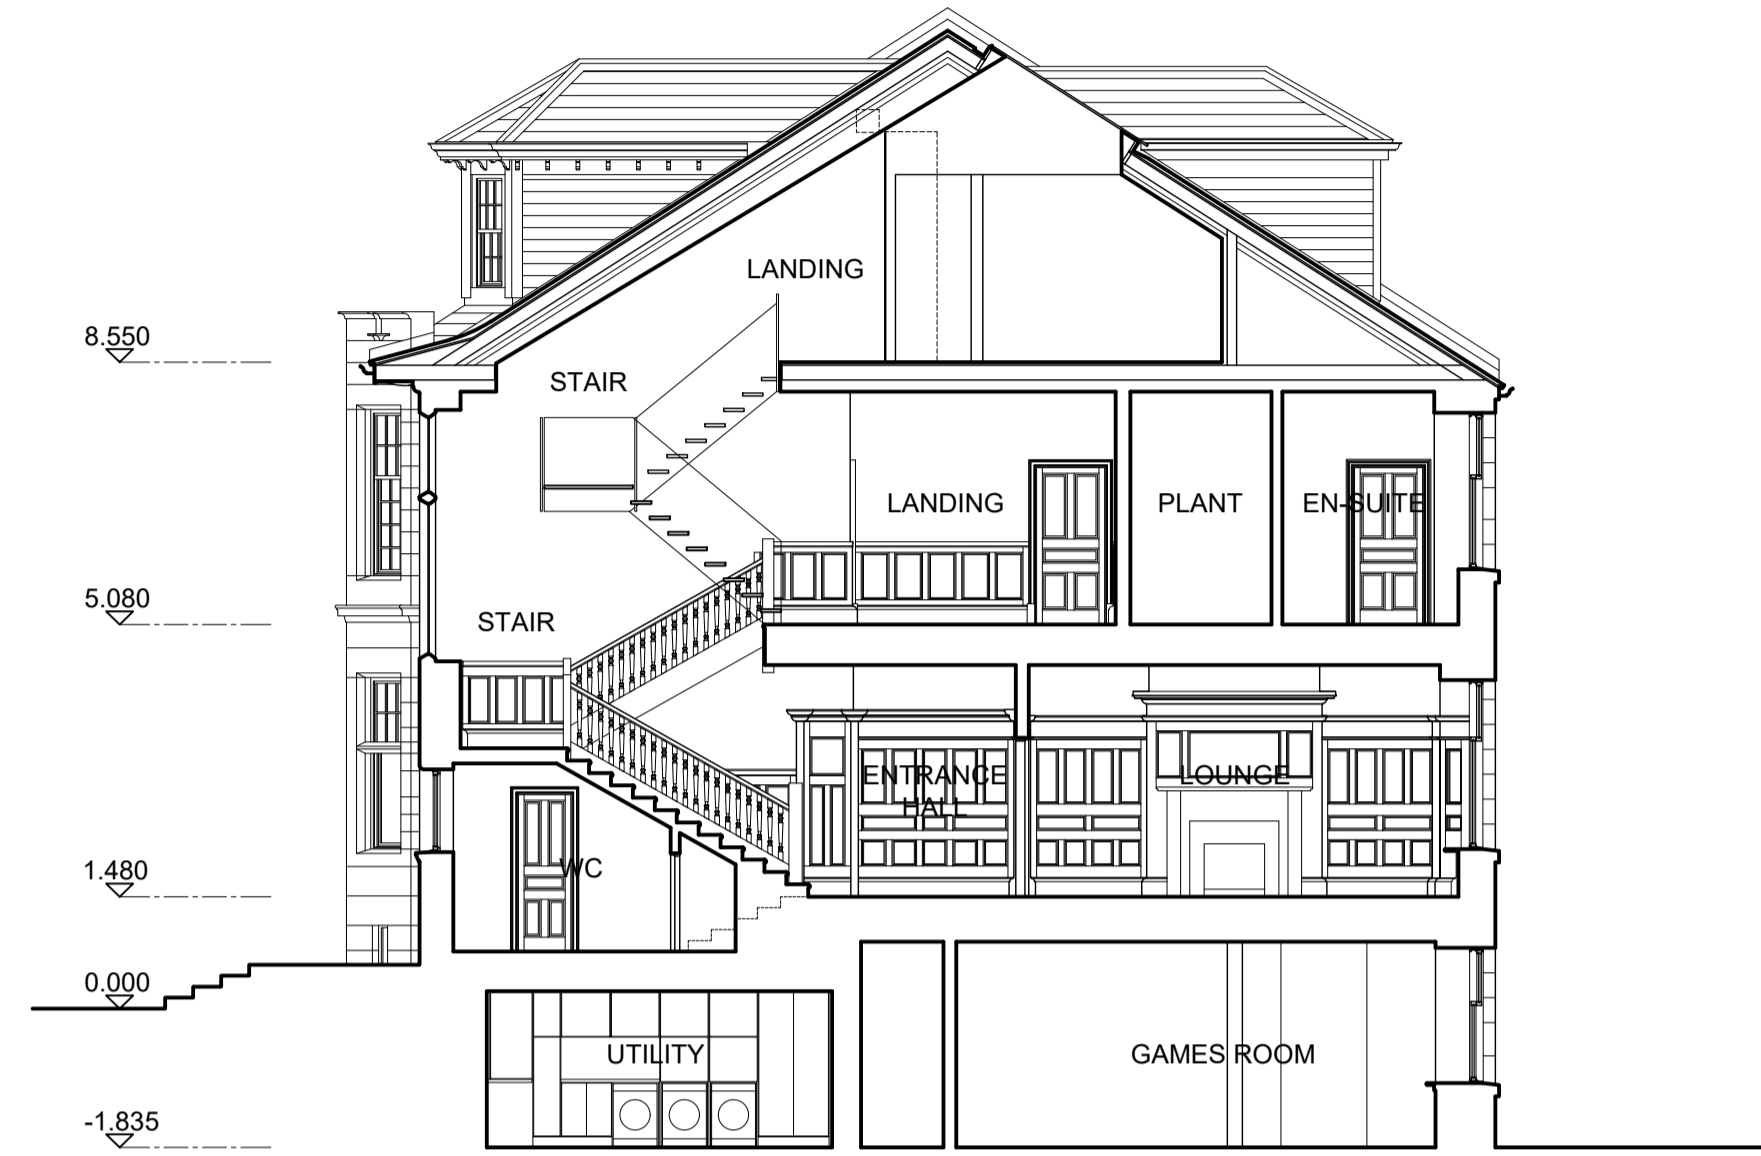 LANDING
8.550
STAIR
LANDING
PLANT
EN-SUITE
5.080
STAIR
ENTRANCE
HALL
LOUNGE
1.480
WC
0.000
UTILITY
GAMES ROOM
-1.835